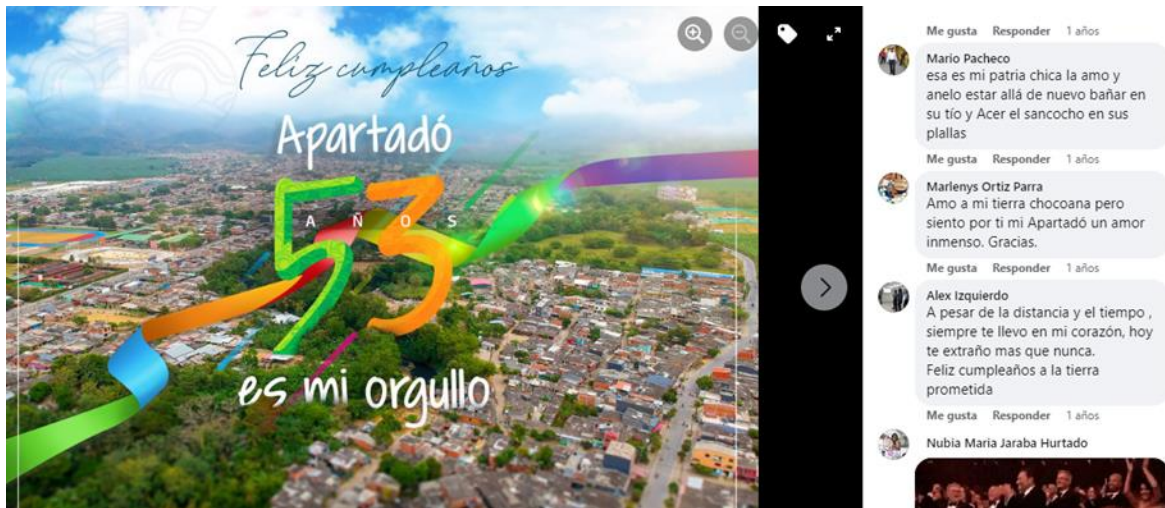 Feliz cumpleaños
Apartadó
53
AÑOS
es mi orgullo
Me gusta Responder 1 años
Mario Pacheco
esa es mi patria chica la amo y
anelo estar allá de nuevo bañar en
su tío y Acer el sancocho en sus
plallas
Me gusta Responder 1 años
Marlenys Ortiz Parra
Amo a mi tierra chocoana pero
siento por ti mi Apartadó un amor
inmenso. Gracias.
Me gusta Responder 1 años
Alex Izquierdo
A pesar de la distancia y el tiempo ,
siempre te llevo en mi corazón, hoy
te extraño mas que nunca.
Feliz cumpleaños a la tierra
prometida
Me gusta Responder 1 años
Nubia Maria Jaraba Hurtado